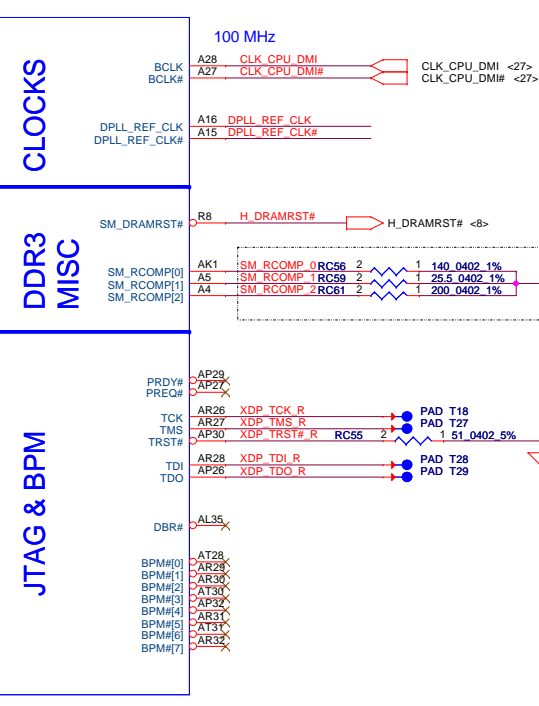 100 MHz
CLOCKS
BCLK A28 CLK_CPU_DMI CLK_CPU_DMI <27>
BCLK# A27 CLK_CPU_DMI# CLK_CPU_DMI# <27>
DPLL_REF_CLK A16 DPLL_REF_CLK
DPLL_REF_CLK# A15 DPLL_REF_CLK#
DDR3
MISC
SM_DRAMRST# R8 H_DRAMRST# H_DRAMRST# <8>
SM_RCOMP[0] AK1 SM_RCOMP_0 RC56 2 1 140_0402_1%
SM_RCOMP[1] A5 SM_RCOMP_1 RC59 2 1 25.5_0402_1%
SM_RCOMP[2] A4 SM_RCOMP_2 RC61 2 1 200_0402_1%
JTAG & BPM
PRDY# AP29
PREQ# AP27
TCK AR26 XDP_TCK_R PAD T18
TMS AR27 XDP_TMS_R PAD T27
TRST# AP30 XDP_TRST#_R RC55 2 1 51_0402_5%
TDI AR28 XDP_TDI_R PAD T28
TDO AP26 XDP_TDO_R PAD T29
DBR# AL35
BPM#[0] AT28
BPM#[1] AR29
BPM#[2] AR30
BPM#[3] AT30
BPM#[4] AP32
BPM#[5] AR31
BPM#[6] AT31
BPM#[7] AR32